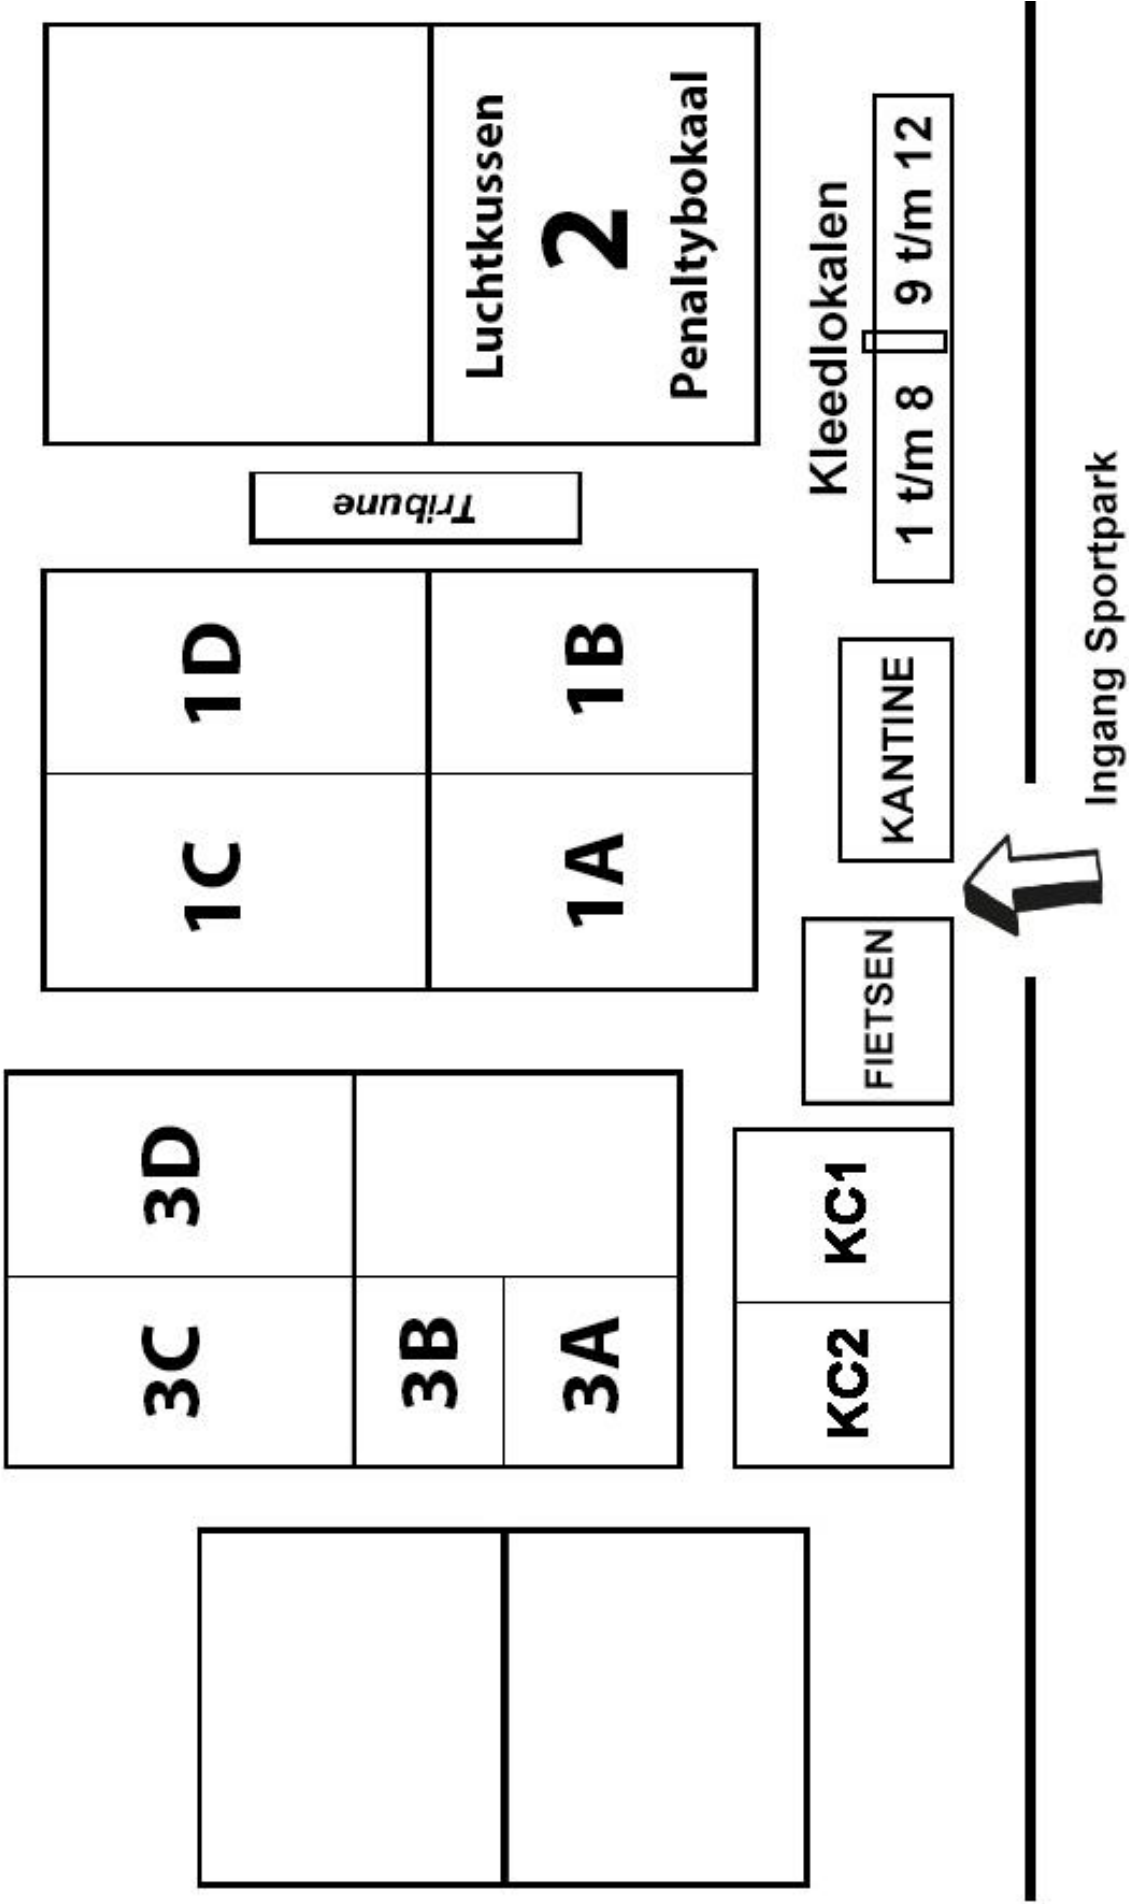 3C
3D
1C
1D
3B
3A
1A
1B
Tribune
Luchtkussen
2
Penaltybokaal
KC2
KC1
FIETSEN
KANTINE
Kleedlokalen
1 t/m 8
9 t/m 12
Ingang Sportpark